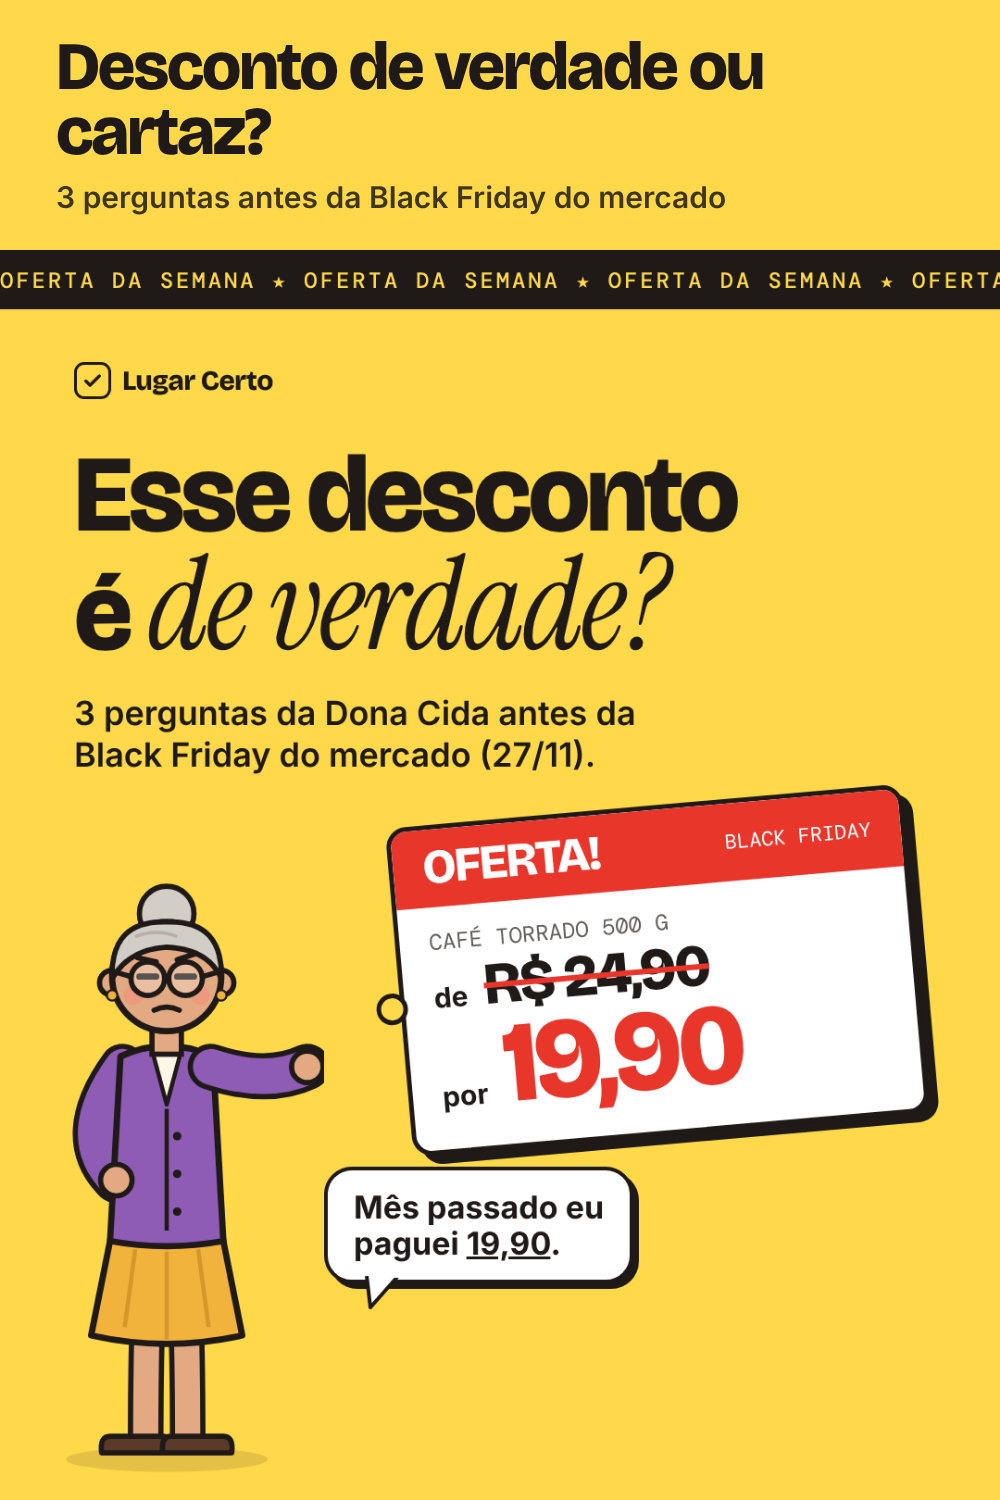 Desconto de verdade ou
cartaz?
3 perguntas antes da Black Friday do mercado
OFERTA DA SEMANA ★ OFERTA DA SEMANA ★ OFERTA DA SEMANA ★ OFERTA
Lugar Certo
Esse desconto
é de verdade?
3 perguntas da Dona Cida antes da
Black Friday do mercado (27/11).
OFERTA! BLACK FRIDAY
CAFÉ TORRADO 500 G
de R$ 24,90
por 19,90
Mês passado eu
paguei 19,90.